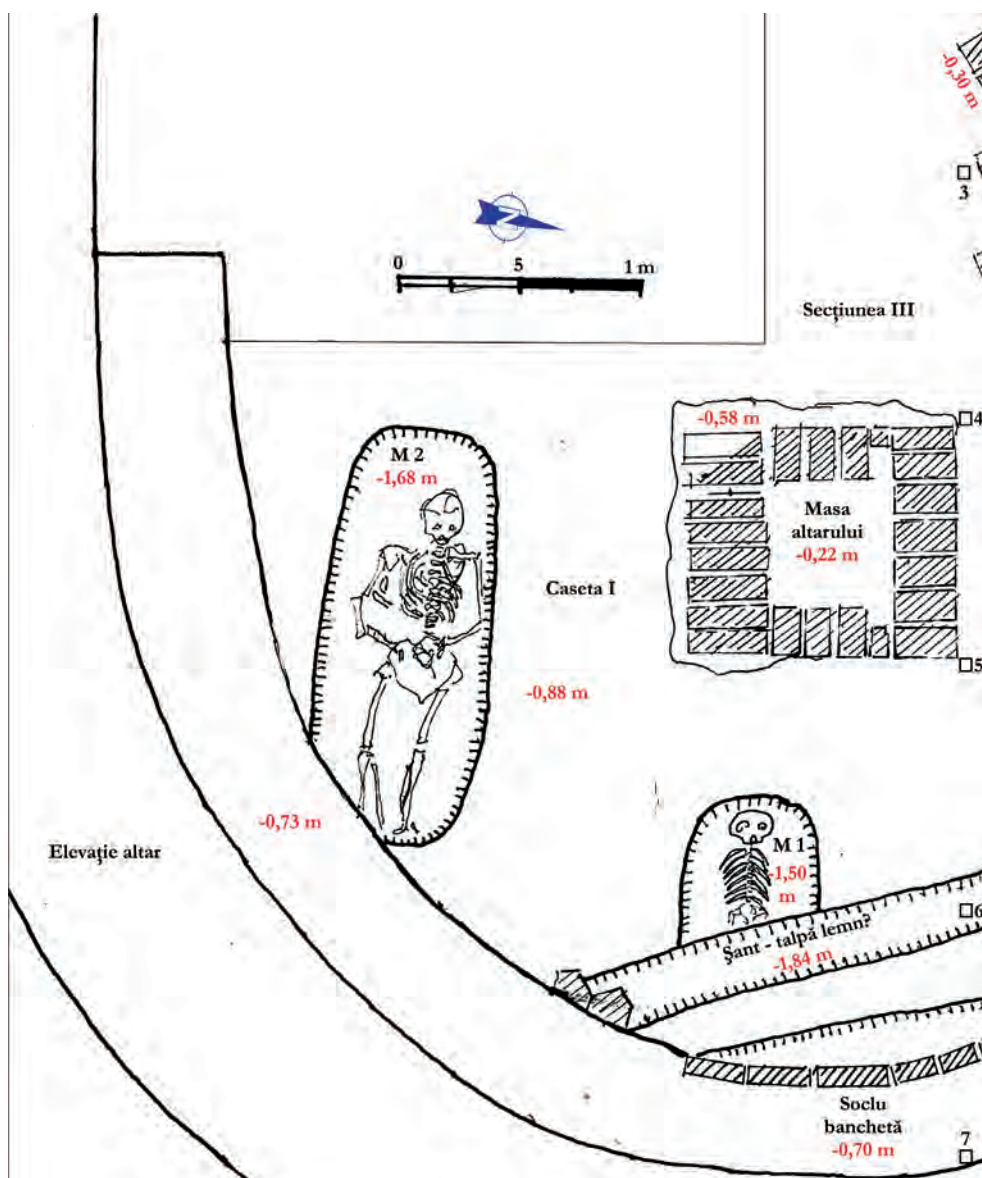 -0,30 m
3
N
0 5 1 m
Secțiunea III
-0,58 m
4
M 2
-1,68 m
Masa
altarului
-0,22 m
Caseta I
5
-0,88 m
-0,73 m
Elevație altar
M 1
-1,50
m
6
Șant - talpă lemn?
-1,84 m
Soclu
banchetă
-0,70 m
7